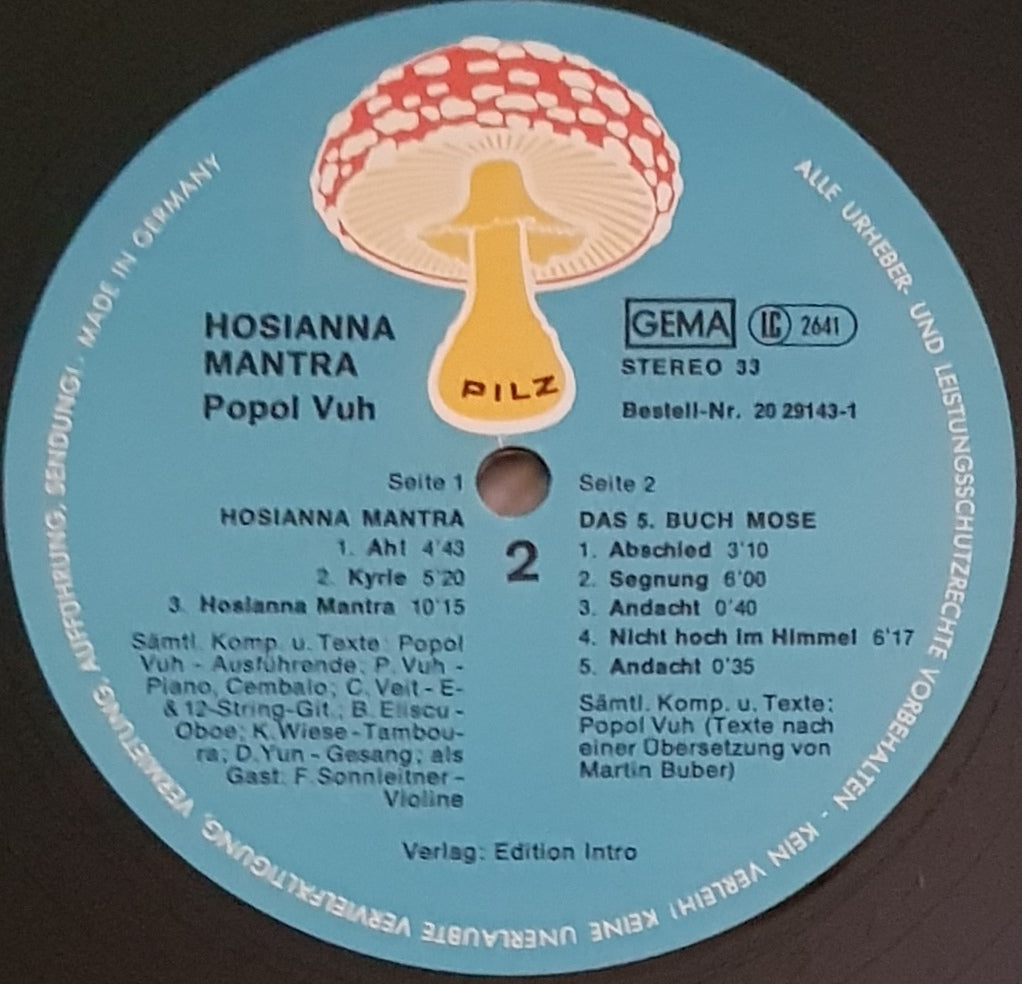 PILZ
HOSIANNA
MANTRA
Popol Vuh
GEMA LC 2641
STEREO 33
Bestell-Nr. 20 29143-1
Seite 1
HOSIANNA MANTRA
1. Ah! 4'43
2. Kyrie 5'20
3. Hosianna Mantra 10'15
Sämtl. Komp. u. Texte: Popol
Vuh - Ausführende: P. Vuh -
Piano, Cembalo; C. Veit - E-
& 12-String-Git.; B. Eliscu -
Oboe; K. Wiese - Tambou-
ra; D. Yun - Gesang; als
Gast: F. Sonnleitner -
Violine
2
Seite 2
DAS 5. BUCH MOSE
1. Abschied 3'10
2. Segnung 6'00
3. Andacht 0'40
4. Nicht hoch im Himmel 6'17
5. Andacht 0'35
Sämtl. Komp. u. Texte:
Popol Vuh (Texte nach
einer Übersetzung von
Martin Buber)
Verlag: Edition Intro
ALLE URHEBER- UND LEISTUNGSSCHUTZRECHTE VORBEHALTEN - KEIN VERLEIH! KEINE UNERLAUBTE VERVIELFÄLTIGUNG, VERMIETUNG, AUFFÜHRUNG, SENDUNG! - MADE IN GERMANY